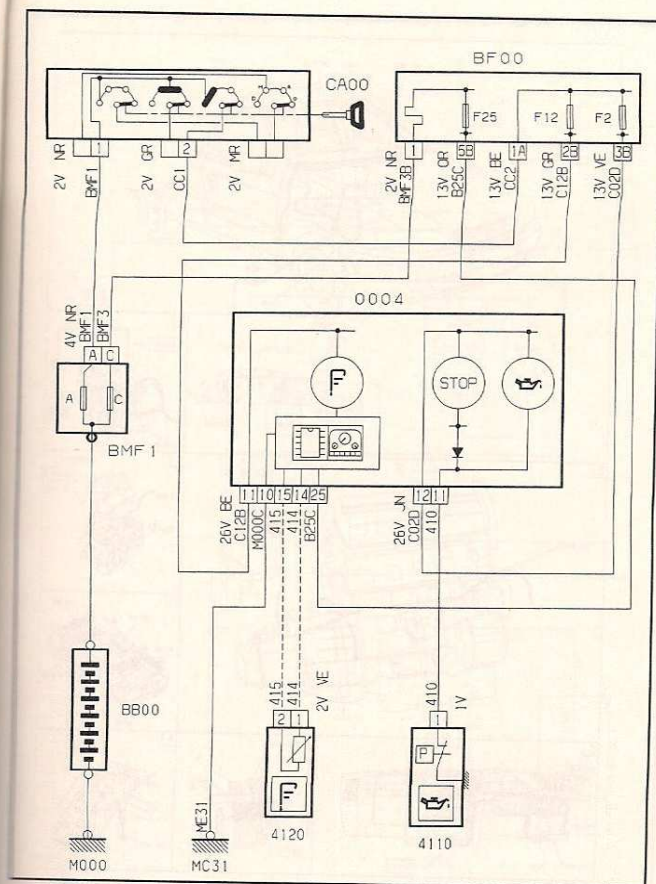 BF00
CA00
F25
F12
F2
1
2
1
5B
1A
2B
3B
2V NR
BMF1
2V GR
CC1
2V MR
2V NR
BMF3B
13V OR
B25C
13V BE
CC2
13V GR
C12B
13V VE
C02D
0004
4V NR
BMF1
BMF3
A
C
A
C
BMF1
STOP
11
10
15
14
25
12
11
26V BE
C12B
M000C
415
414
B25C
26V JN
C02D
410
BB00
415
414
2V VE
410
1V
2
1
1
P
ME31
M000
MC31
4120
4110